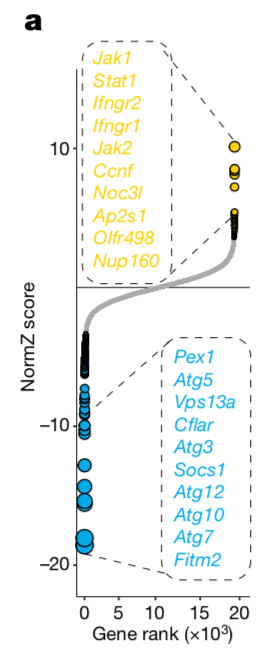 a
Jak1
Stat1
Ifngr2
Ifngr1
Jak2
Ccnf
Noc3l
Ap2s1
Olfr498
Nup160
10
NormZ score
−10
−20
Pex1
Atg5
Vps13a
Cflar
Atg3
Socs1
Atg12
Atg10
Atg7
Fitm2
0 5 10 15 20
Gene rank (×10³)